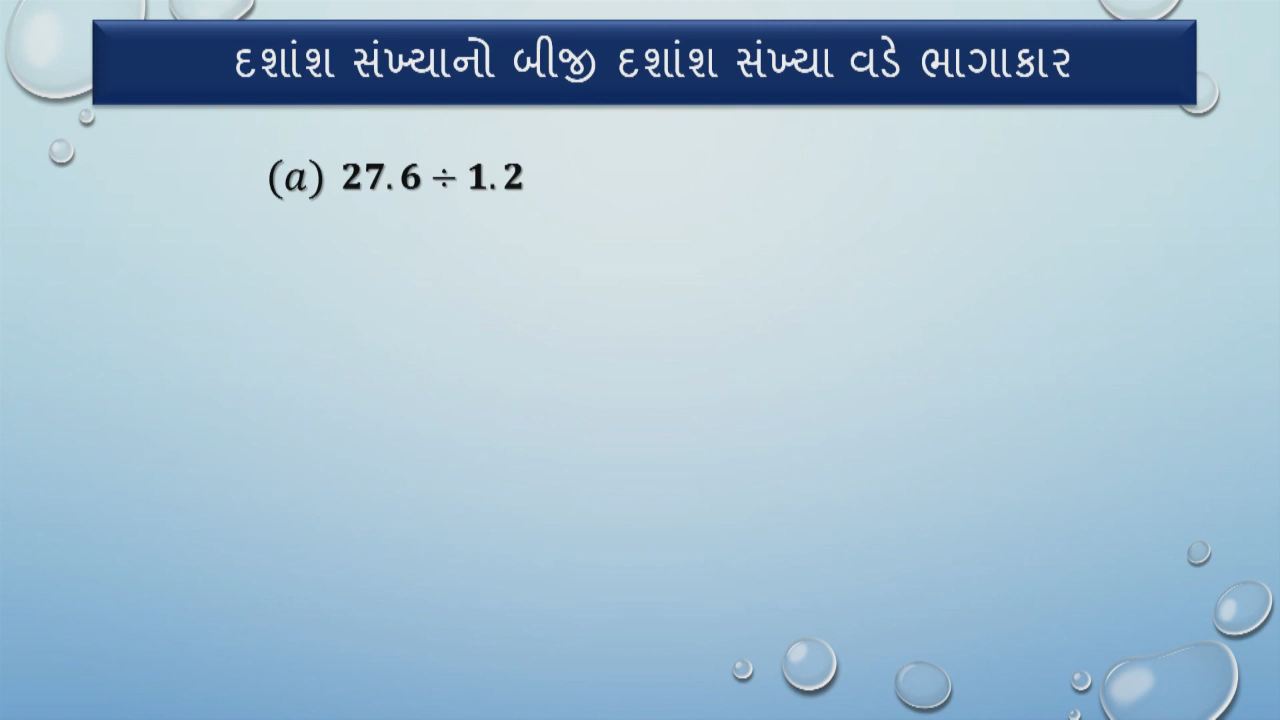 દશાંશ સંખ્યાનો બીજી દશાંશ સંખ્યા વડે ભાગાકાર
(a) 27.6 ÷ 1.2